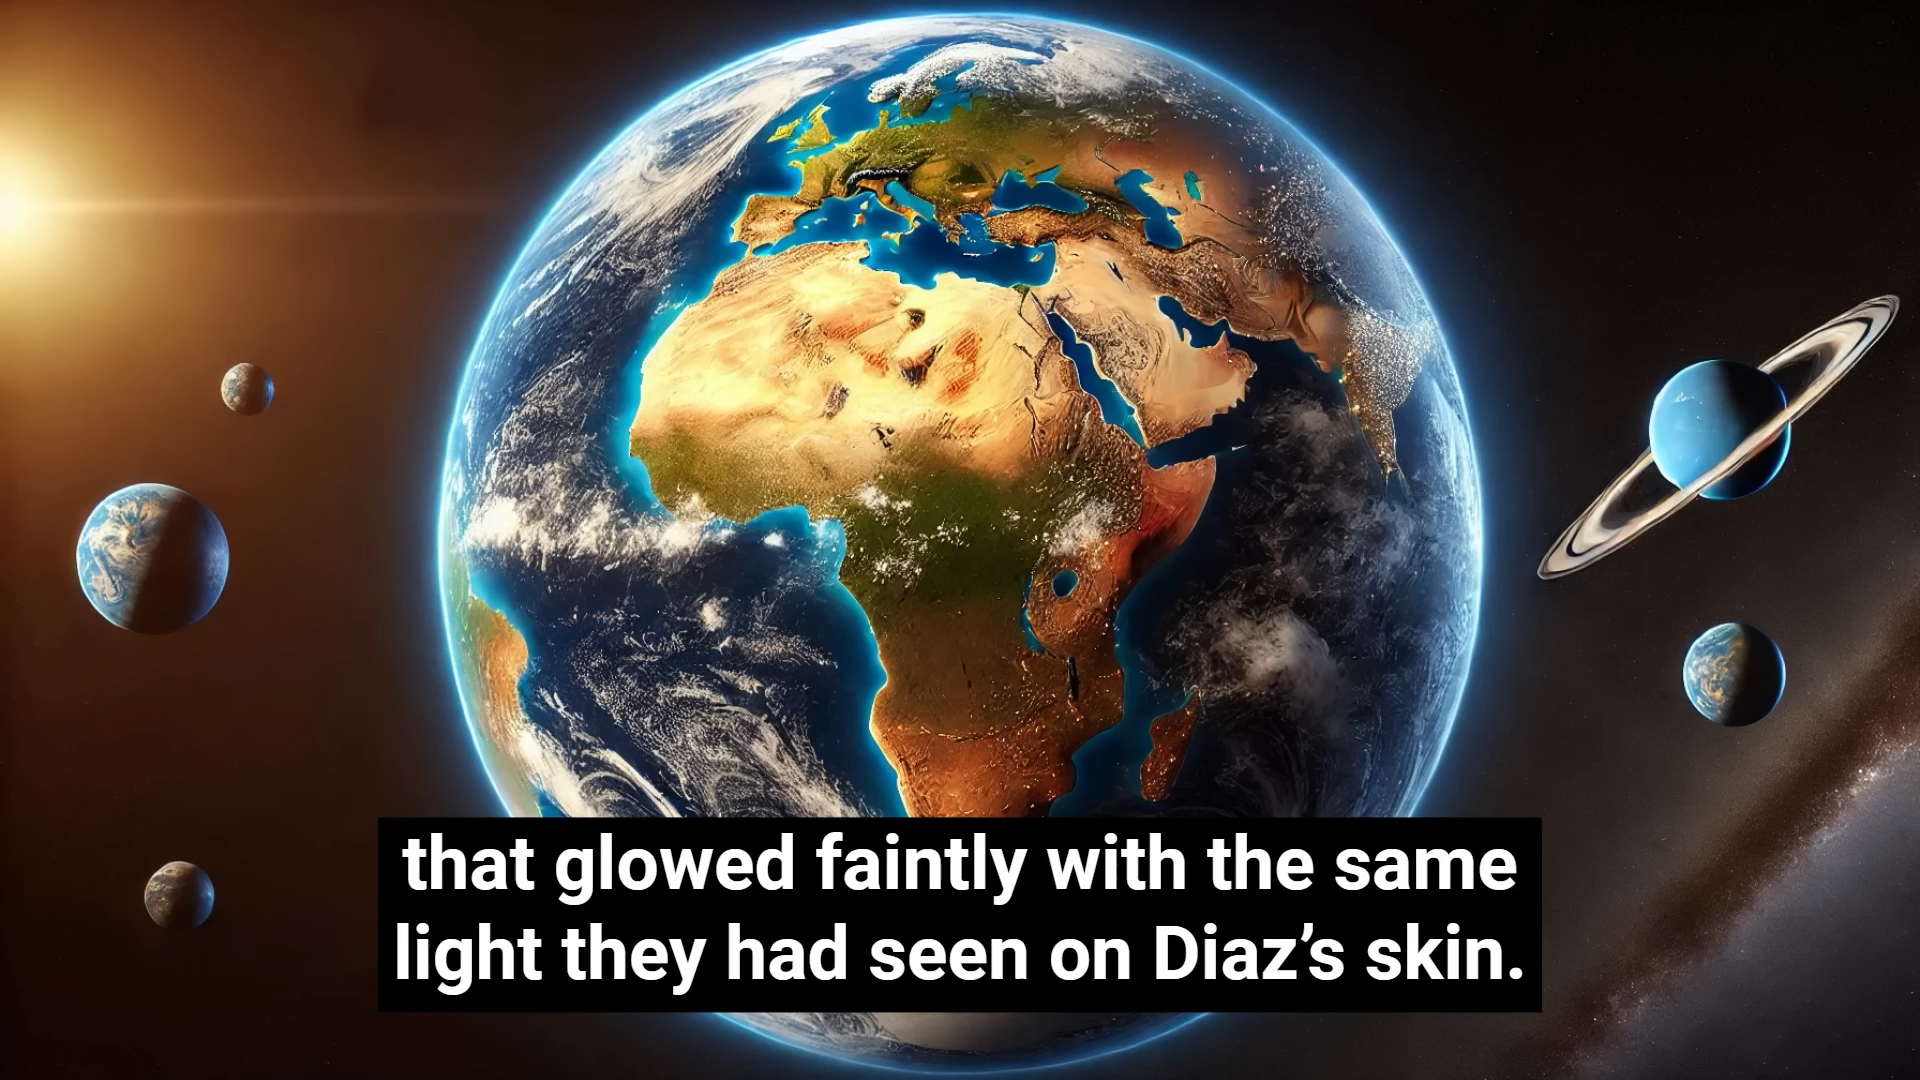 that glowed faintly with the same
light they had seen on Diaz’s skin.